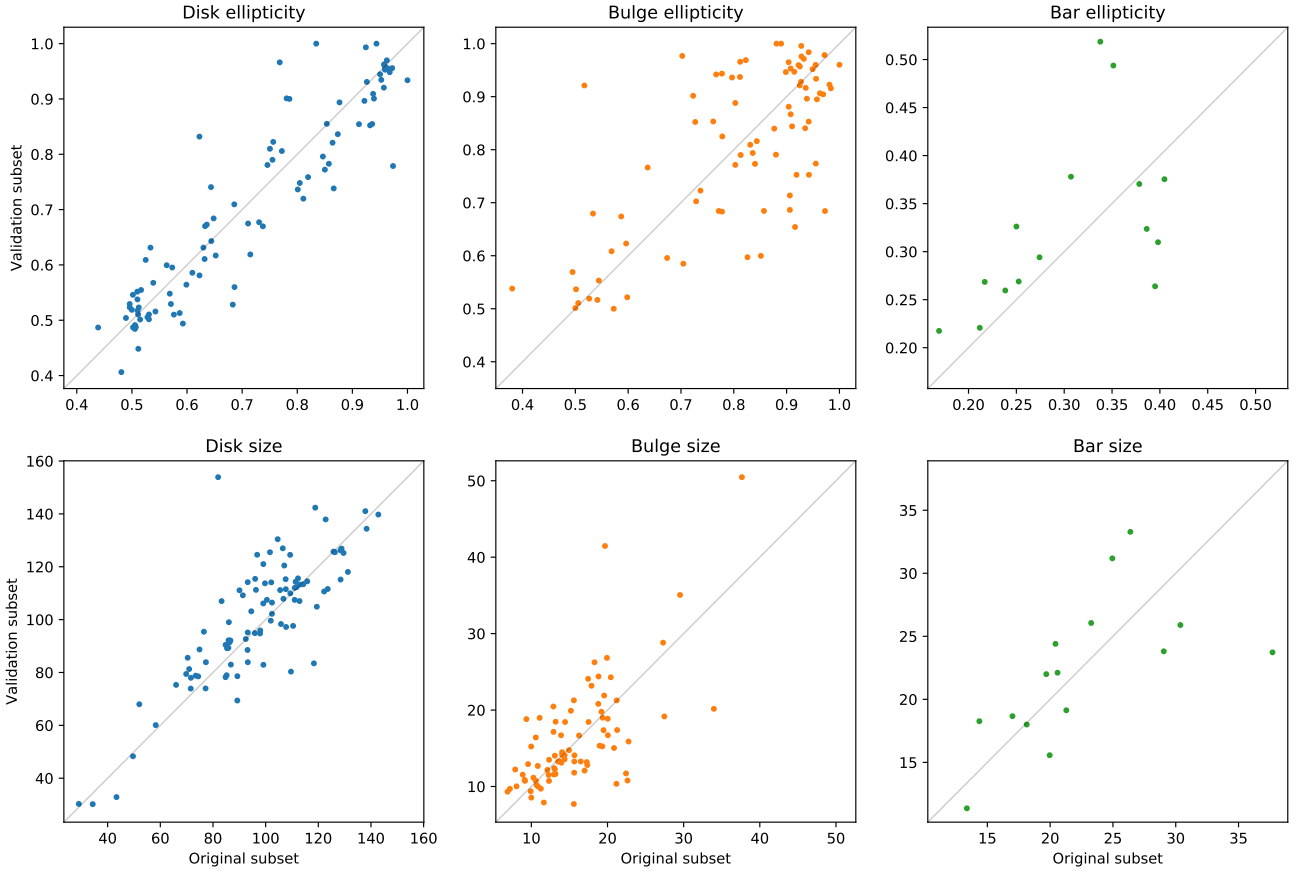 Disk ellipticity
Bulge ellipticity
Bar ellipticity
Validation subset
1.0
0.9
0.8
0.7
0.6
0.5
0.4
0.4 0.5 0.6 0.7 0.8 0.9 1.0
1.0
0.9
0.8
0.7
0.6
0.5
0.4
0.4 0.5 0.6 0.7 0.8 0.9 1.0
0.50
0.45
0.40
0.35
0.30
0.25
0.20
0.20 0.25 0.30 0.35 0.40 0.45 0.50
Disk size
Bulge size
Bar size
Validation subset
160
140
120
100
80
60
40
40 60 80 100 120 140 160
Original subset
50
40
30
20
10
10 20 30 40 50
Original subset
35
30
25
20
15
15 20 25 30 35
Original subset